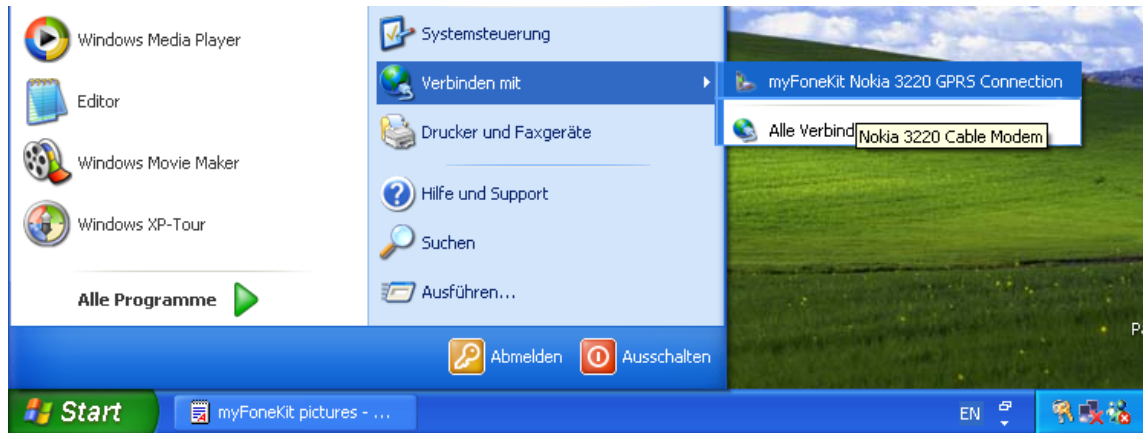 Windows Media Player
Editor
Windows Movie Maker
Windows XP-Tour
Alle Programme
Systemsteuerung
Verbinden mit
Drucker und Faxgeräte
Hilfe und Support
Suchen
Ausführen...
myFoneKit Nokia 3220 GPRS Connection
Alle Verbind
Nokia 3220 Cable Modem
Abmelden
Ausschalten
Start
myFoneKit pictures - ...
EN